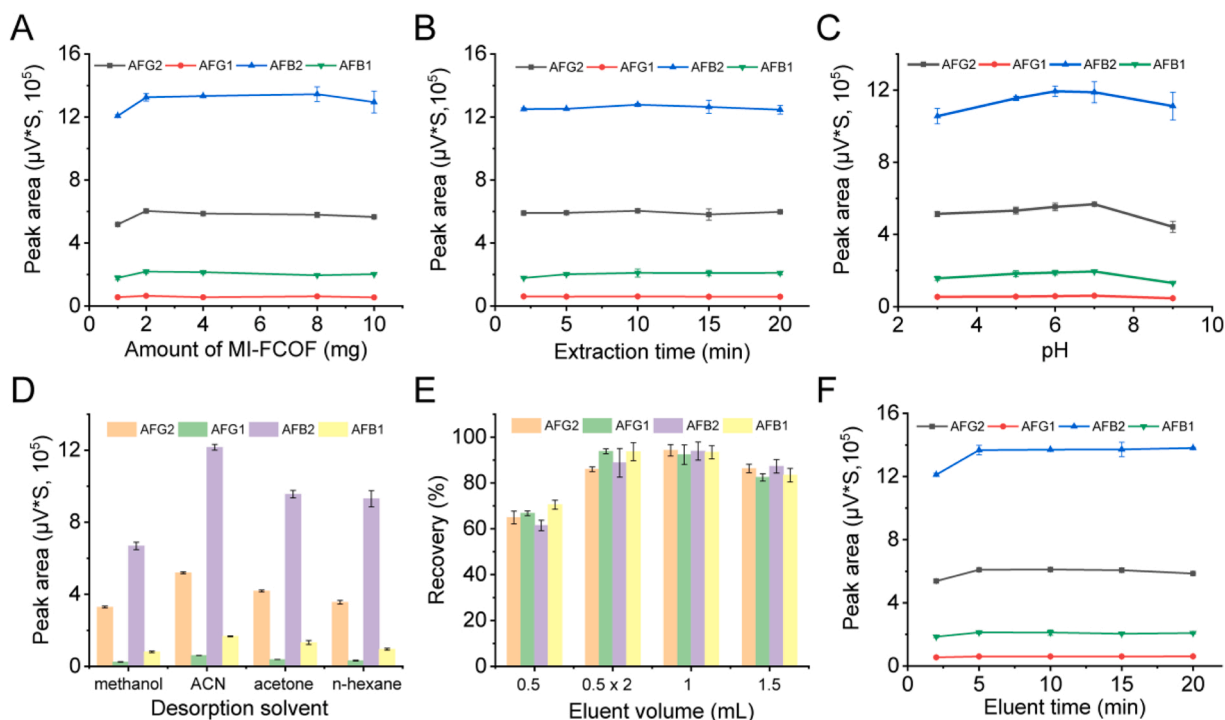 A
AFG2 AFG1 AFB2 AFB1
Peak area (μV*S, 10⁵)
16
12
8
4
0
0 2 4 6 8 10
Amount of MI-FCOF (mg)
B
AFG2 AFG1 AFB2 AFB1
Peak area (μV*S, 10⁵)
16
12
8
4
0
0 5 10 15 20
Extraction time (min)
C
AFG2 AFG1 AFB2 AFB1
Peak area (μV*S, 10⁵)
12
8
4
0
2 4 6 8 10
pH
D
AFG2 AFG1 AFB2 AFB1
Peak area (μV*S, 10⁵)
12
8
4
0
methanol ACN acetone n-hexane
Desorption solvent
E
AFG2 AFG1 AFB2 AFB1
Recovery (%)
100
80
60
40
20
0
0.5 0.5 x 2 1 1.5
Eluent volume (mL)
F
AFG2 AFG1 AFB2 AFB1
Peak area (μV*S, 10⁵)
16
12
8
4
0
0 5 10 15 20
Eluent time (min)